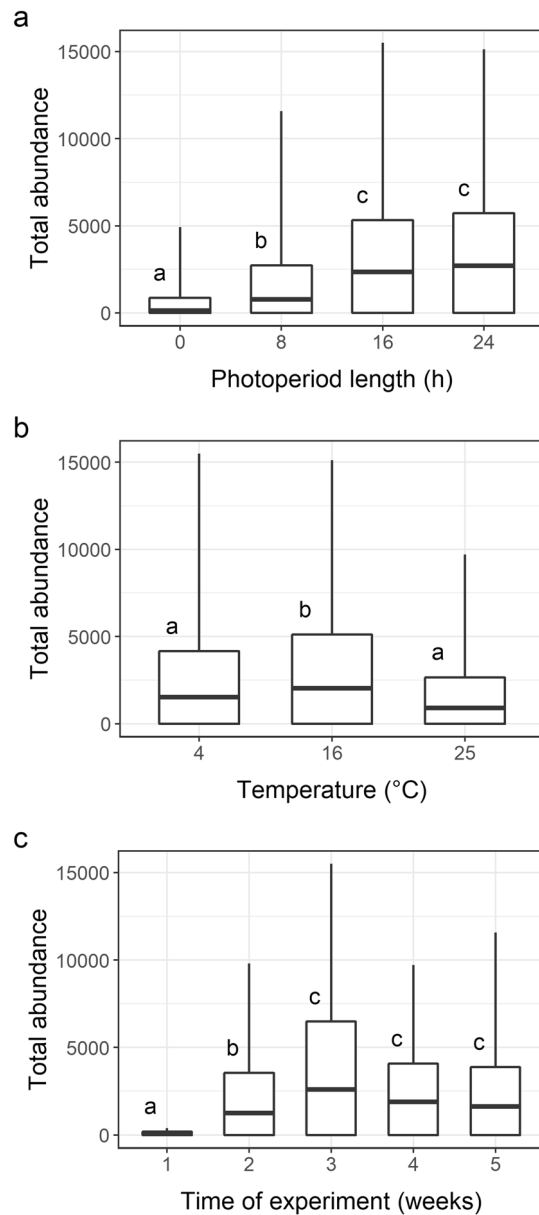 a
Total abundance
15000
10000
5000
0
a
b
c
c
0 8 16 24
Photoperiod length (h)
b
Total abundance
15000
10000
5000
0
a
b
a
4 16 25
Temperature (°C)
c
Total abundance
15000
10000
5000
0
a
b
c
c
c
1 2 3 4 5
Time of experiment (weeks)